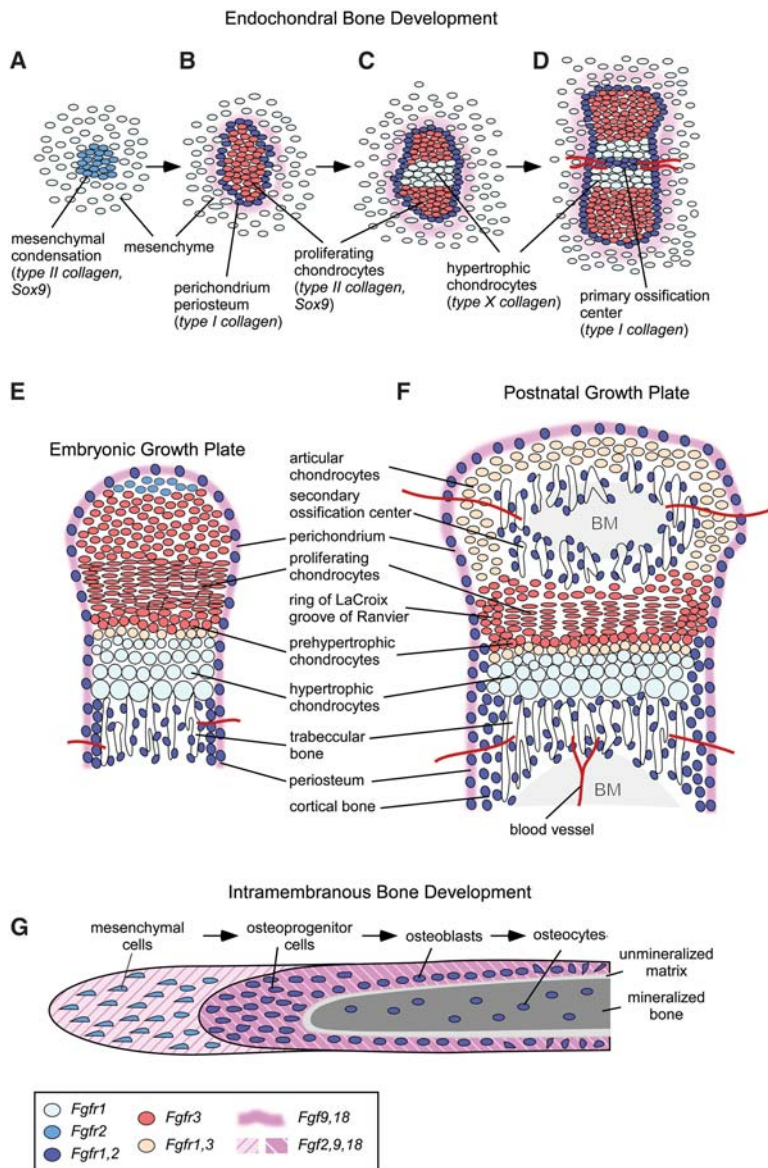 Endochondral Bone Development
A
B
C
D
mesenchymal
condensation
(type II collagen,
Sox9)
mesenchyme
perichondrium
periosteum
(type I collagen)
proliferating
chondrocytes
(type II collagen,
Sox9)
hypertrophic
chondrocytes
(type X collagen)
primary ossification
center
(type I collagen)
E
Embryonic Growth Plate
F
Postnatal Growth Plate
articular
chondrocytes
secondary
ossification center
perichondrium
proliferating
chondrocytes
ring of LaCroix
groove of Ranvier
prehypertrophic
chondrocytes
hypertrophic
chondrocytes
trabeccular
bone
periosteum
cortical bone
BM
BM
blood vessel
Intramembranous Bone Development
G
mesenchymal
cells
osteoprogenitor
cells
osteoblasts
osteocytes
unmineralized
matrix
mineralized
bone
Fgfr1
Fgfr2
Fgfr1,2
Fgfr3
Fgfr1,3
Fgf9,18
Fgf2,9,18